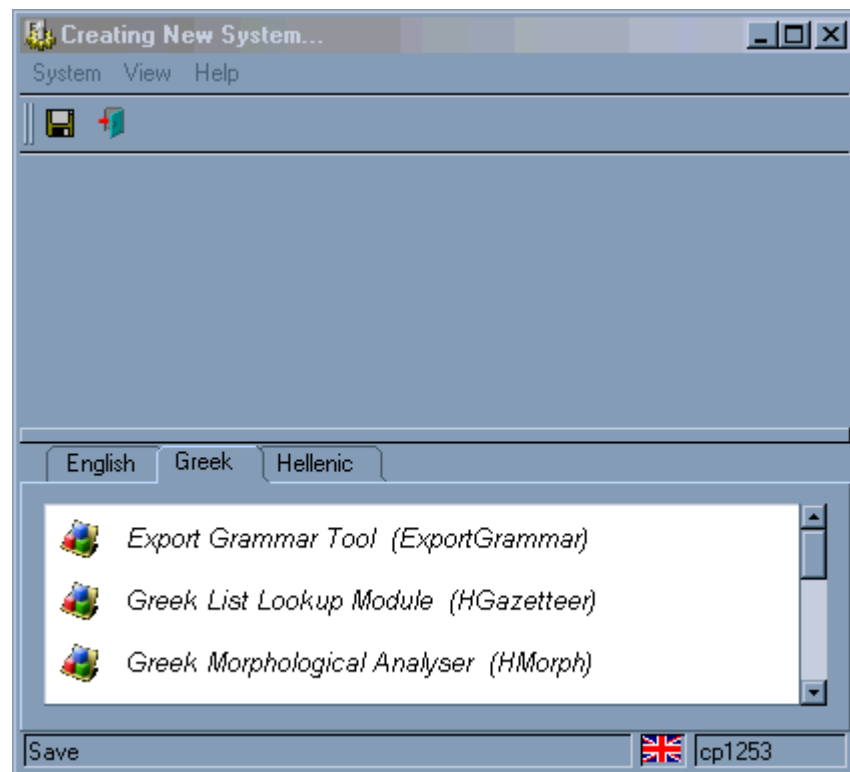 Creating New System...
System View Help
English Greek Hellenic
Export Grammar Tool (ExportGrammar)
Greek List Lookup Module (HGazetteer)
Greek Morphological Analyser (HMorph)
Save cp1253